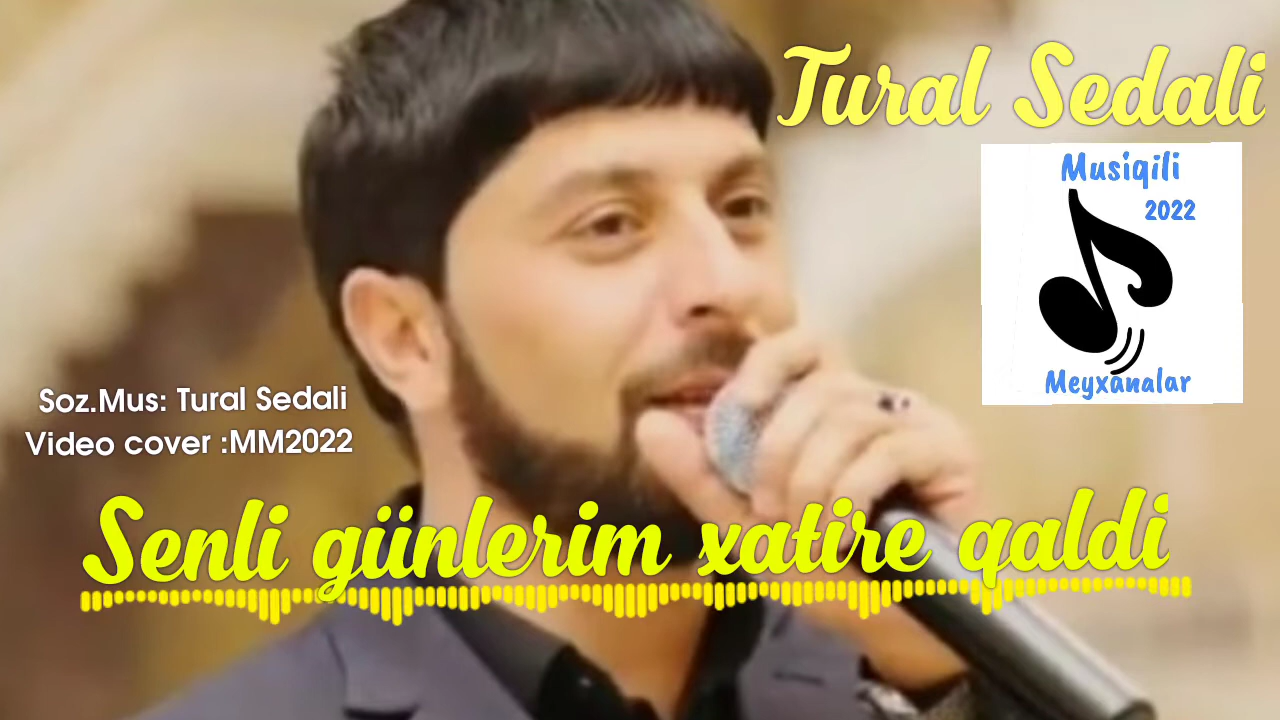 Tural Sedali
Musiqili
2022
Meyxanalar
Soz.Mus: Tural Sedali
Video cover :MM2022
Senli günlerim xatire qaldi